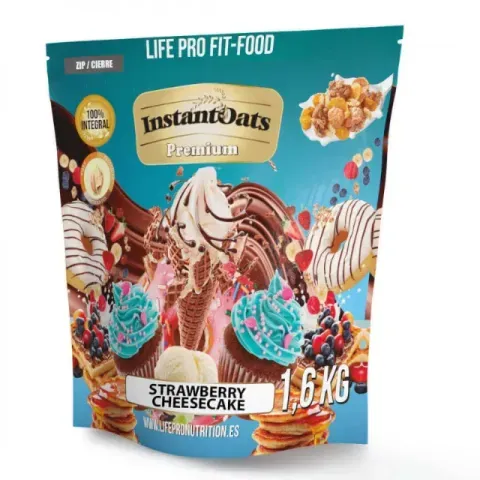 LIFE PRO FIT-FOOD
ZIP / CIERRE
100%
INTEGRAL
InstantOats
Premium
STRAWBERRY
CHEESECAKE
1,6 KG
WWW.LIFEPRONUTRITION.ES